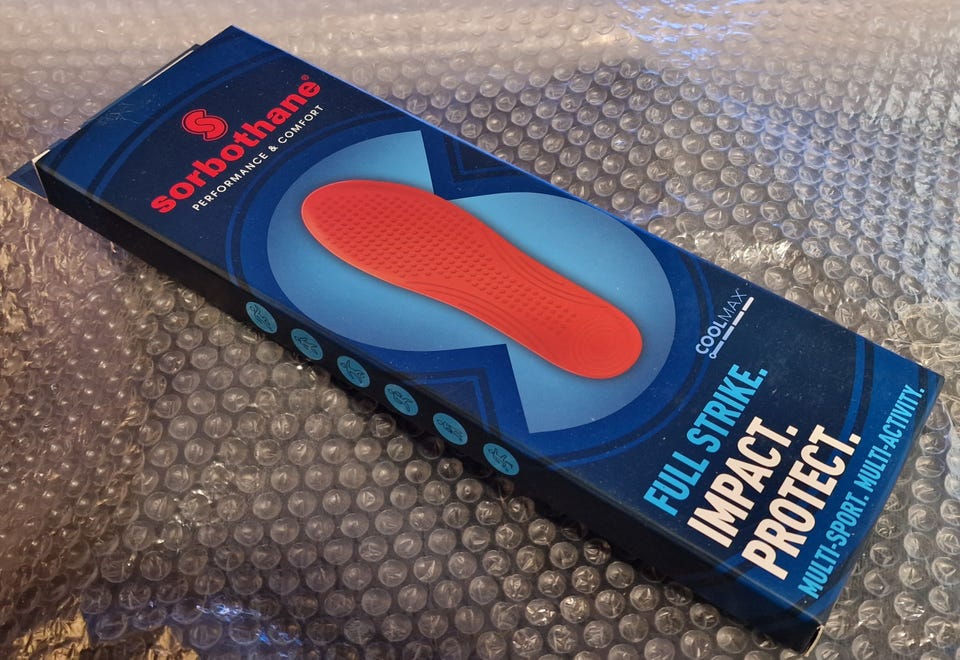 sorbothane®
PERFORMANCE & COMFORT
COOLMAX
FULL STRIKE.
IMPACT.
PROTECT.
MULTI-SPORT. MULTI-ACTIVITY.